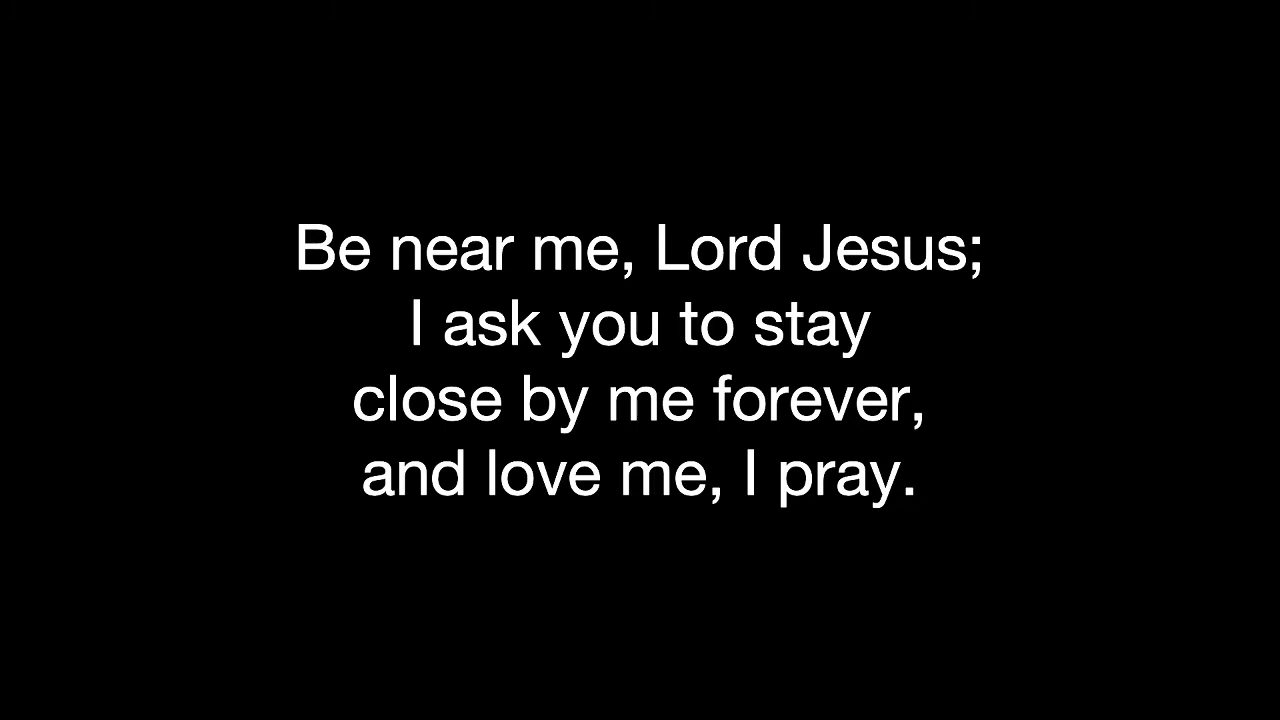 Be near me, Lord Jesus;
I ask you to stay
close by me forever,
and love me, I pray.